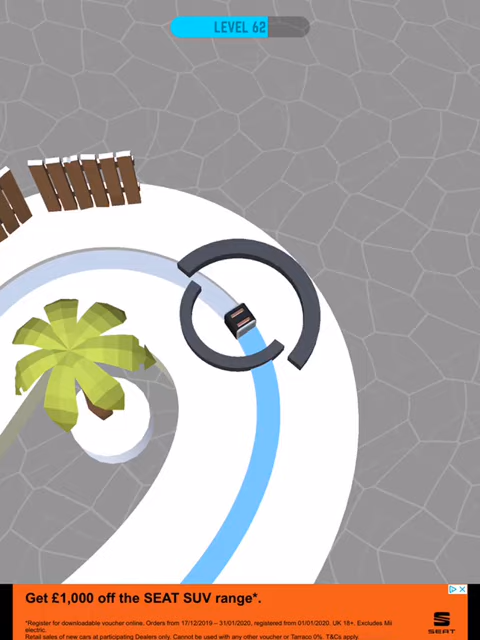 LEVEL 62
Get £1,000 off the SEAT SUV range*.
*Register for downloadable voucher online. Orders from 17/12/2019 – 31/01/2020, registered from 01/01/2020, UK 18+. Excludes Mii
electric.
Retail sales of new cars at participating Dealers only. Cannot be used with any other voucher or Tarraco 0%. T&Cs apply.
SEAT